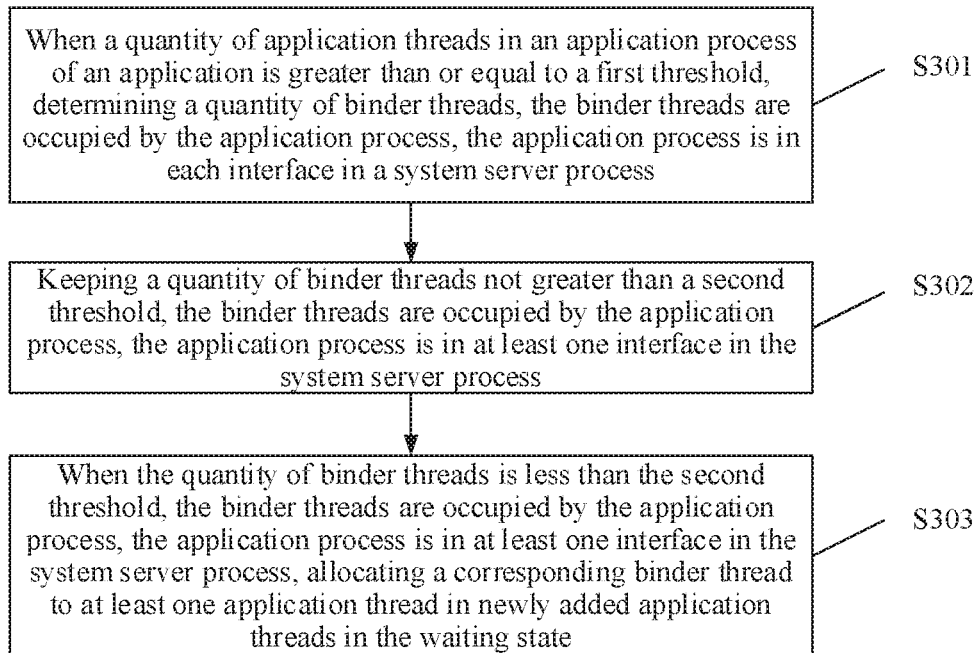 When a quantity of application threads in an application process
of an application is greater than or equal to a first threshold,
determining a quantity of binder threads, the binder threads are
occupied by the application process, the application process is in
each interface in a system server process
S301
Keeping a quantity of binder threads not greater than a second
threshold, the binder threads are occupied by the application
process, the application process is in at least one interface in the
system server process
S302
When the quantity of binder threads is less than the second
threshold, the binder threads are occupied by the application
process, the application process is in at least one interface in the
system server process, allocating a corresponding binder thread
to at least one application thread in newly added application
threads in the waiting state
S303